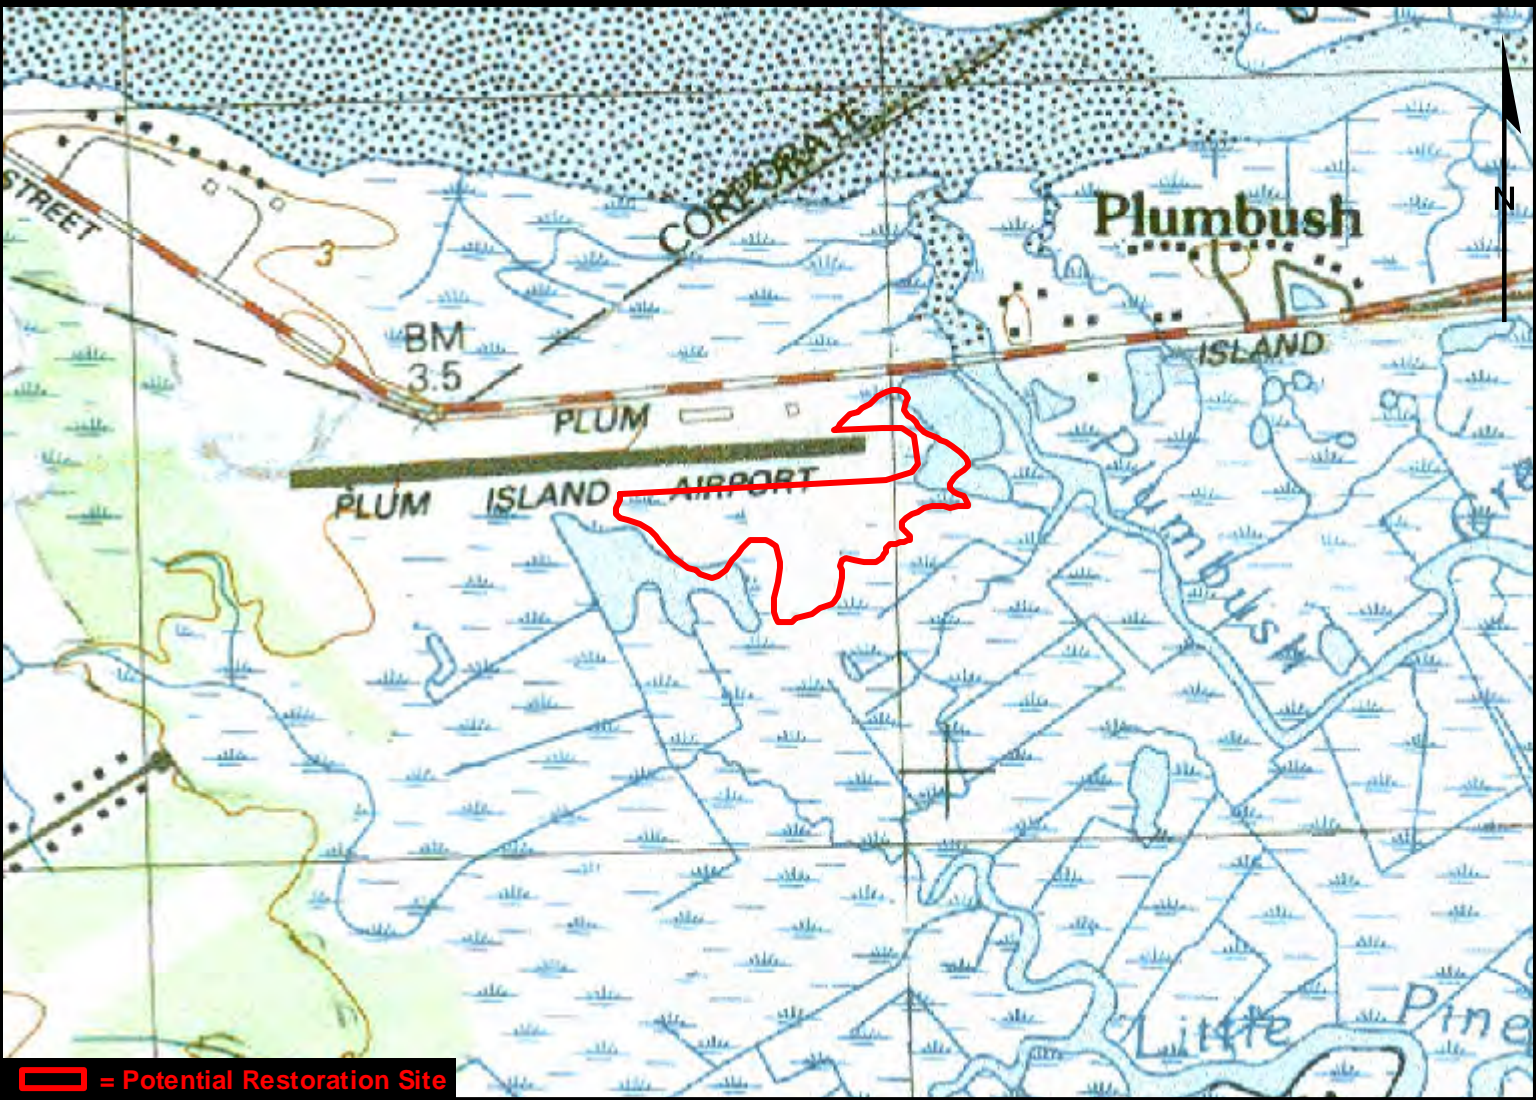 CORPORATE
Plumbush
N
STREET
3
BM
3.5
ISLAND
PLUM
PLUM ISLAND AIRPORT
Plumbush
Little Pine
= Potential Restoration Site